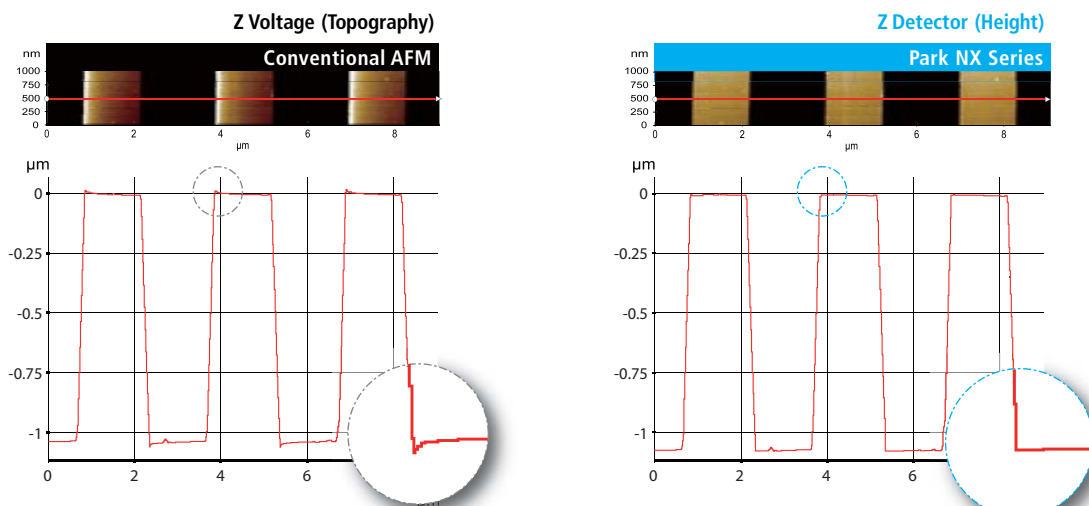 Z Voltage (Topography)
Conventional AFM
nm
1000
750
500
250
0
0 2 4 6 8
µm
µm
0
-0.25
-0.5
-0.75
-1
0 2 4 6
Z Detector (Height)
Park NX Series
nm
1000
750
500
250
0
0 2 4 6 8
µm
µm
0
-0.25
-0.5
-0.75
-1
0 2 4 6